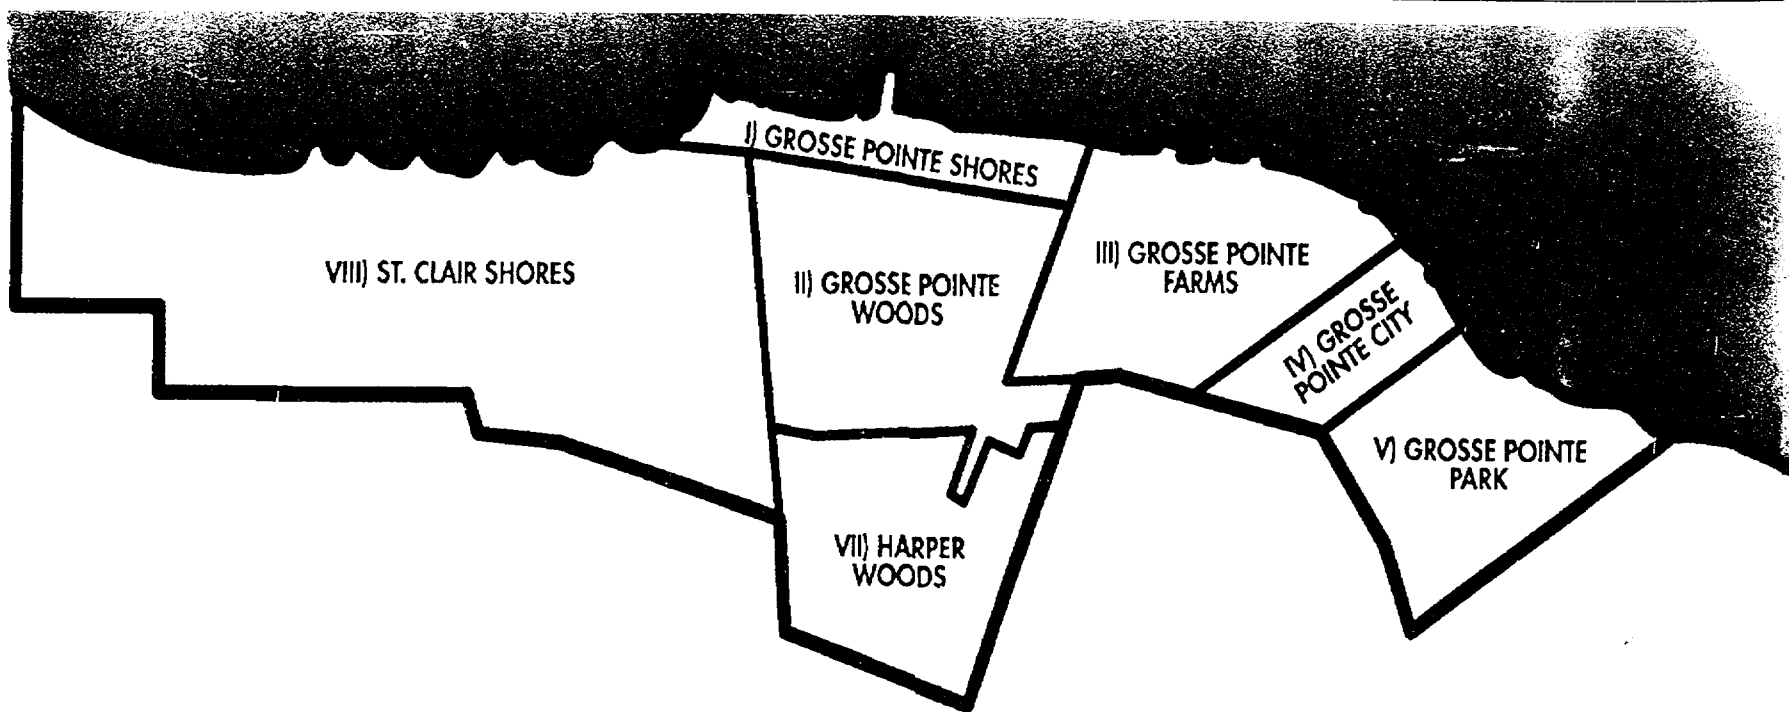 I) GROSSE POINTE SHORES
VIII) ST. CLAIR SHORES
II) GROSSE POINTE
WOODS
III) GROSSE POINTE
FARMS
IV) GROSSE
POINTE CITY
V) GROSSE POINTE
PARK
VII) HARPER
WOODS